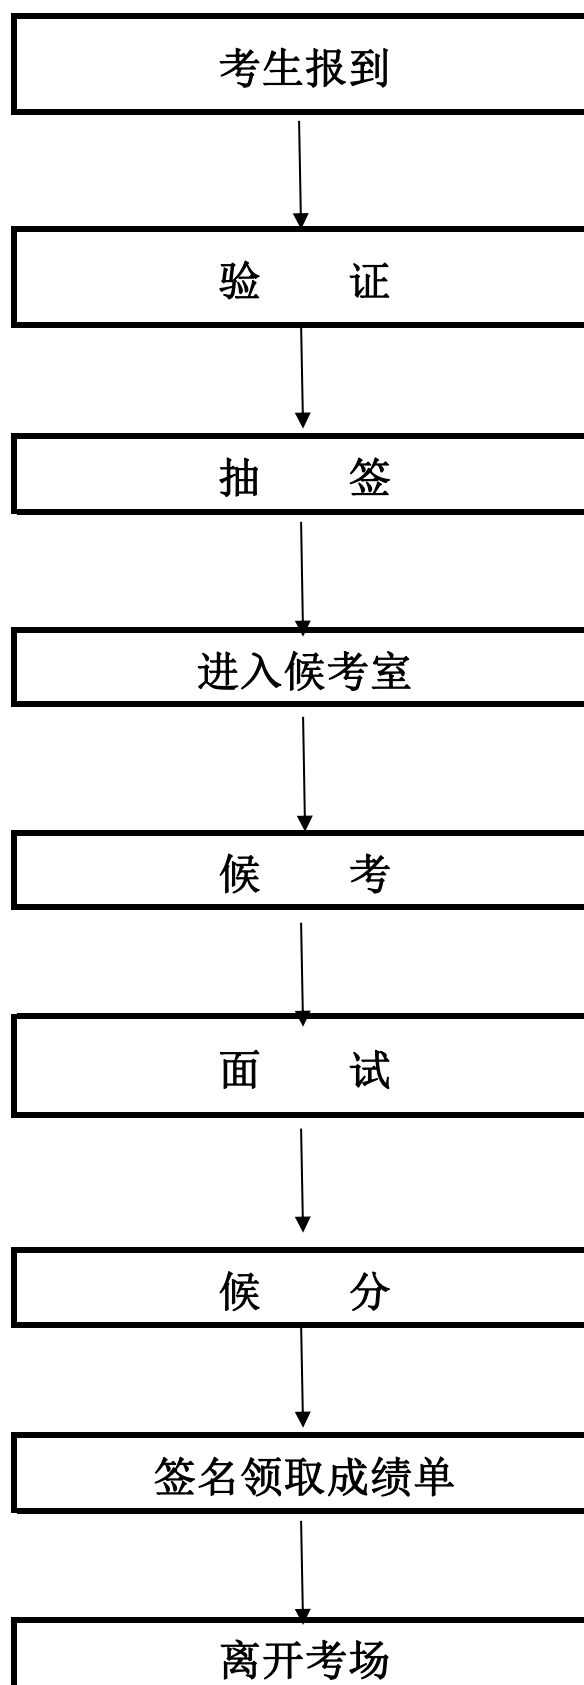 考生报到
验 证
抽 签
进入候考室
候 考
面 试
候 分
签名领取成绩单
离开考场